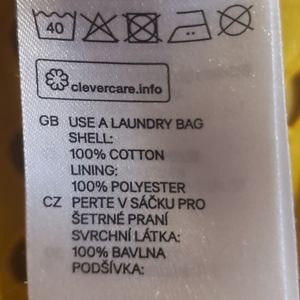 40
clevercare.info
GB USE A LAUNDRY BAG
SHELL:
100% COTTON
LINING:
100% POLYESTER
CZ PERTE V SÁČKU PRO
ŠETRNÉ PRANÍ
SVRCHNÍ LÁTKA:
100% BAVLNA
PODŠÍVKA: